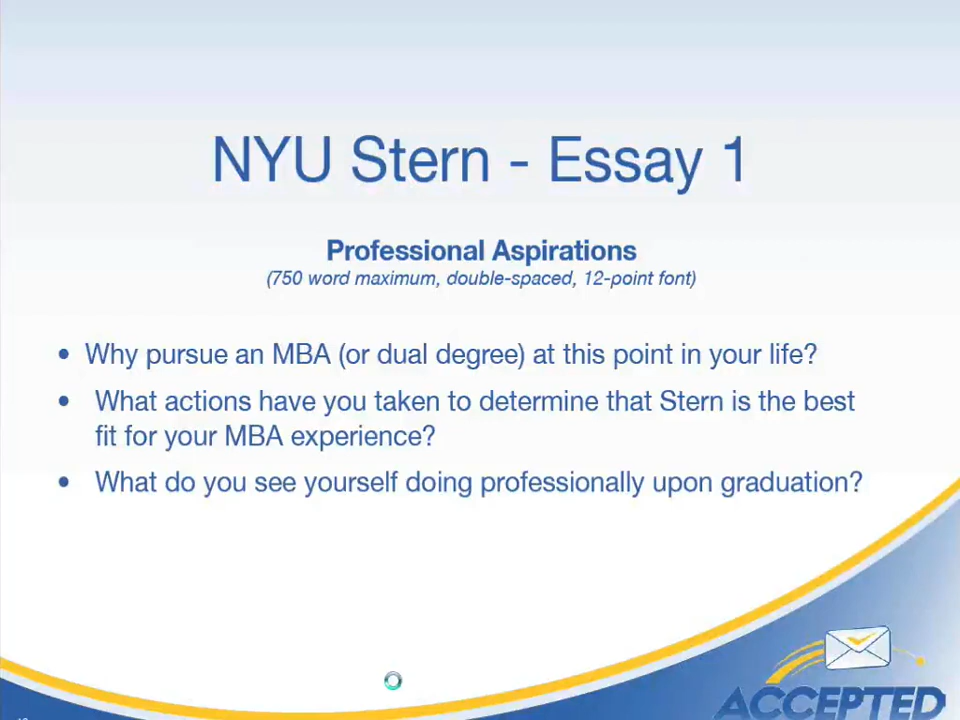 NYU Stern - Essay 1
Professional Aspirations
(750 word maximum, double-spaced, 12-point font)
• Why pursue an MBA (or dual degree) at this point in your life?
• What actions have you taken to determine that Stern is the best
fit for your MBA experience?
• What do you see yourself doing professionally upon graduation?
ACCEPTED